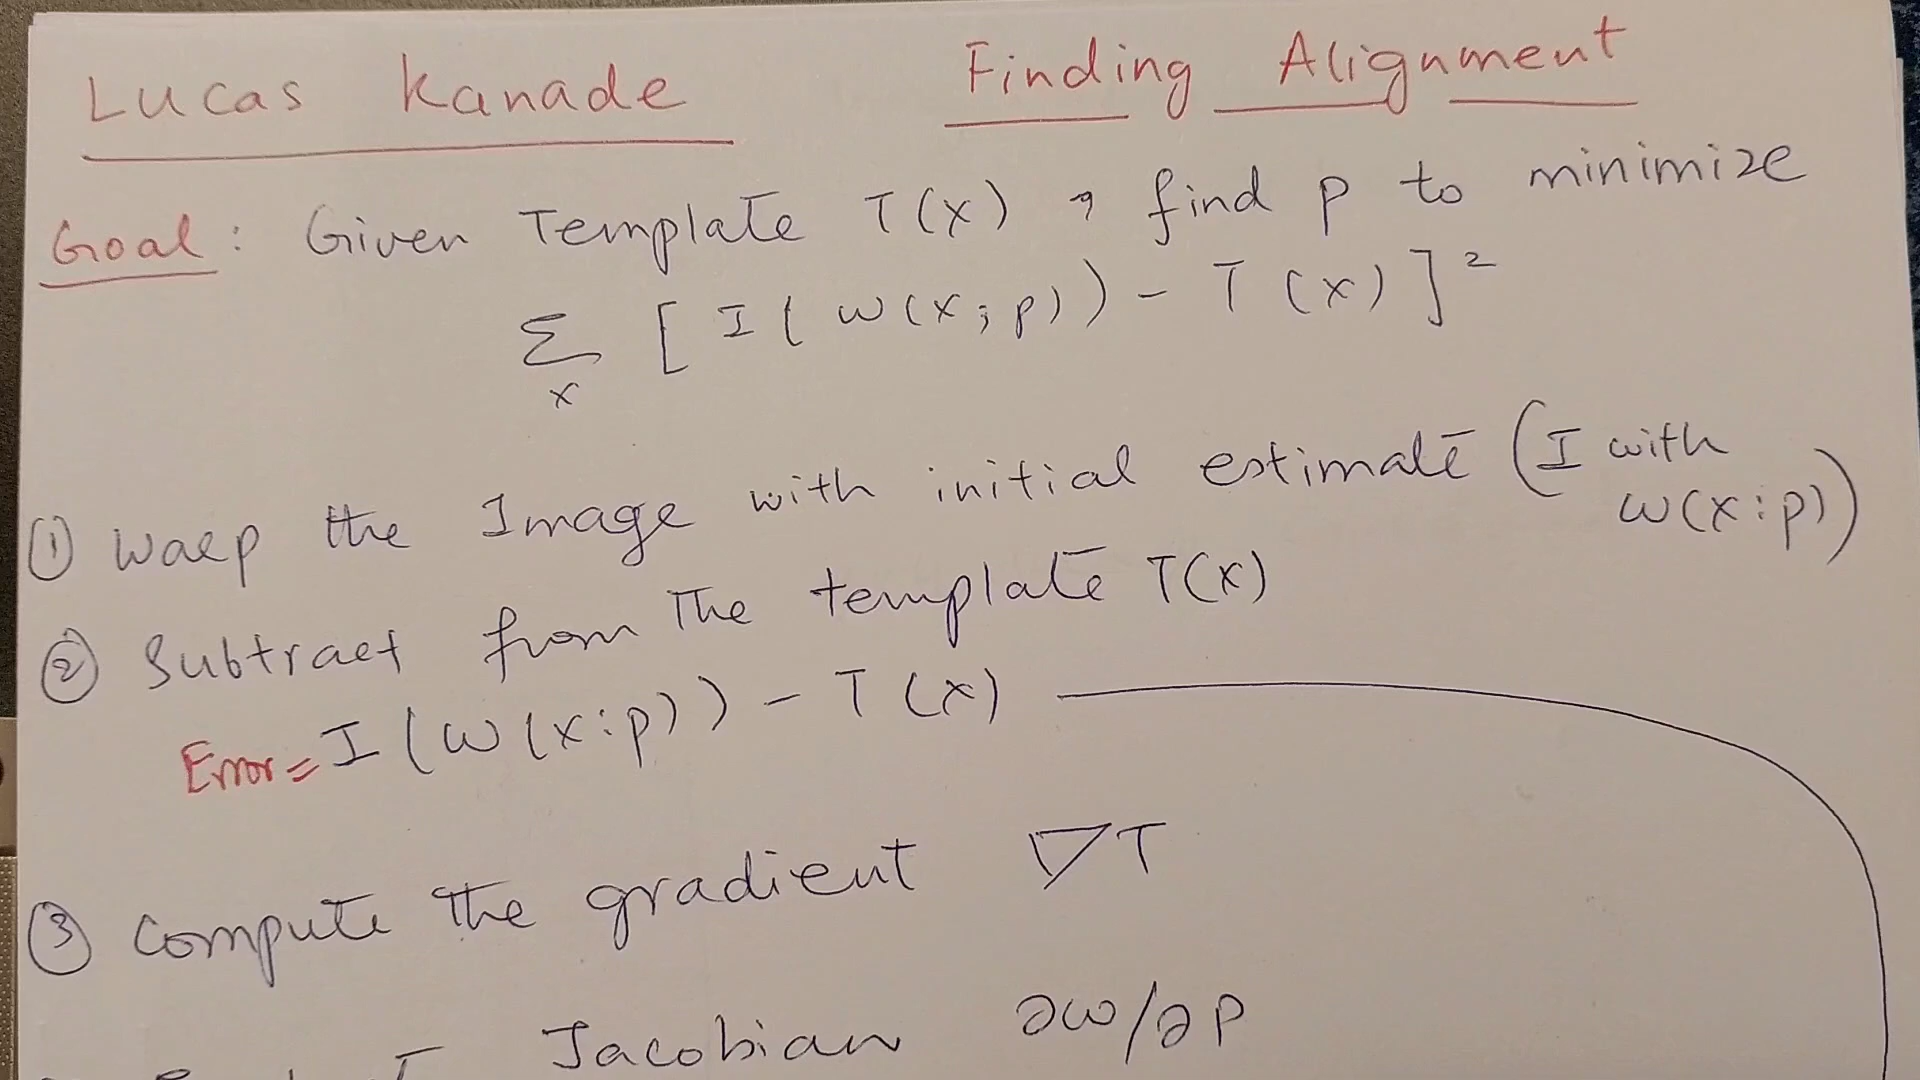 Lucas Kanade Finding Alignment
Goal: Given Template T(x), find p to minimize
Σ [I(w(x;p)) - T(x)]²
x
① Warp the Image with initial estimate (I with
w(x:p))
② Subtract from the template T(x)
Error = I(w(x:p)) - T(x)
③ Compute the gradient ∇T
Jacobian ∂w/∂p